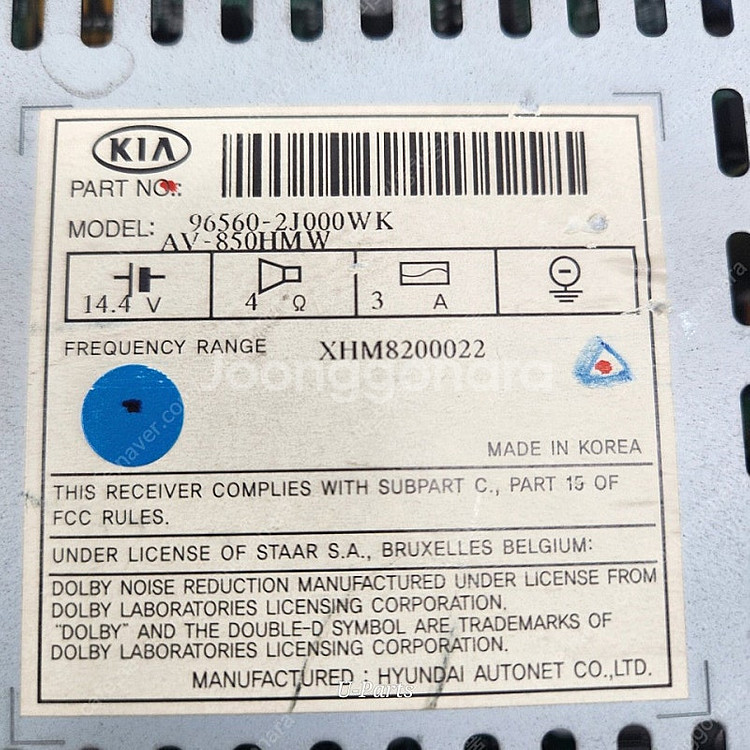 KIA
PART NO.:
96560-2J000WK
MODEL:
AV-850HMW
14.4 V
4 Ω
3 A
FREQUENCY RANGE
XHM8200022
Joonggonara
MADE IN KOREA
THIS RECEIVER COMPLIES WITH SUBPART C., PART 15 OF
FCC RULES.
UNDER LICENSE OF STAAR S.A., BRUXELLES BELGIUM:
DOLBY NOISE REDUCTION MANUFACTURED UNDER LICENSE FROM
DOLBY LABORATORIES LICENSING CORPORATION.
"DOLBY" AND THE DOUBLE-D SYMBOL ARE TRADEMARKS OF
DOLBY LABORATORIES LICENSING CORPORATION.
MANUFACTURED : HYUNDAI AUTONET CO.,LTD.
U-Parts